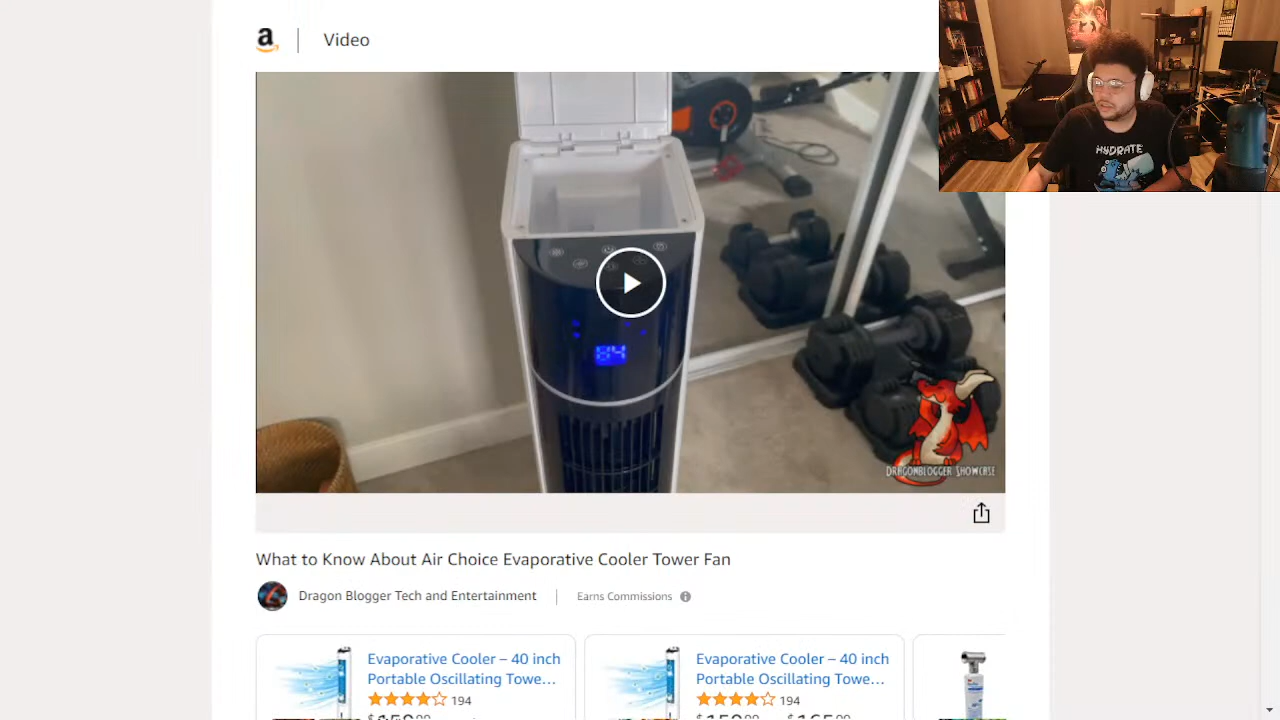 a
Video
HYDRATE
84
DRAGONBLOGGER SHOWCASE
What to Know About Air Choice Evaporative Cooler Tower Fan
Dragon Blogger Tech and Entertainment
Earns Commissions
Evaporative Cooler – 40 inch
Portable Oscillating Towe...
194
Evaporative Cooler – 40 inch
Portable Oscillating Towe...
194